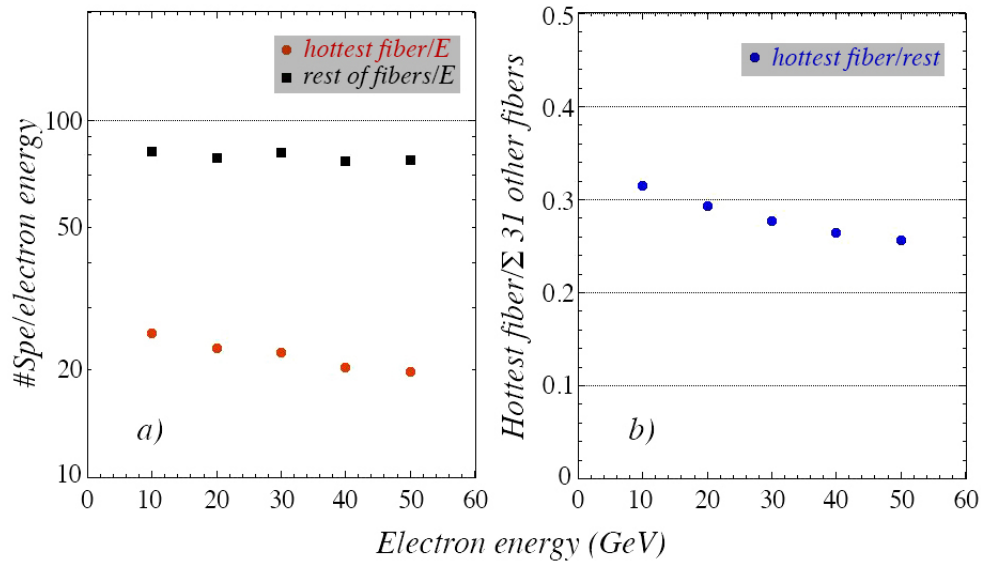 hottest fiber/E
rest of fibers/E
#Spe/electron energy
100
50
20
10
a)
0 10 20 30 40 50 60
hottest fiber/rest
Hottest fiber/Σ 31 other fibers
0.5
0.4
0.3
0.2
0.1
0
b)
0 10 20 30 40 50 60
Electron energy (GeV)